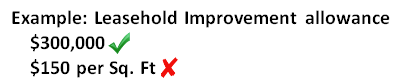 Example: Leasehold Improvement allowance
$300,000
$150 per Sq. Ft